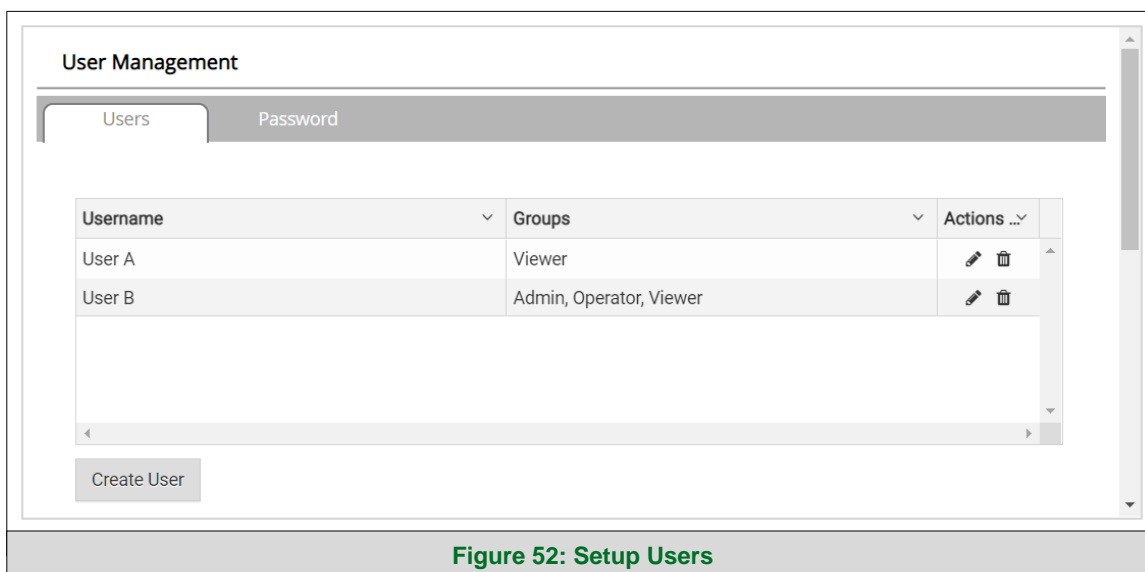 User Management
Users Password
Username Groups Actions ...
User A Viewer
User B Admin, Operator, Viewer
Create User
Figure 52: Setup Users